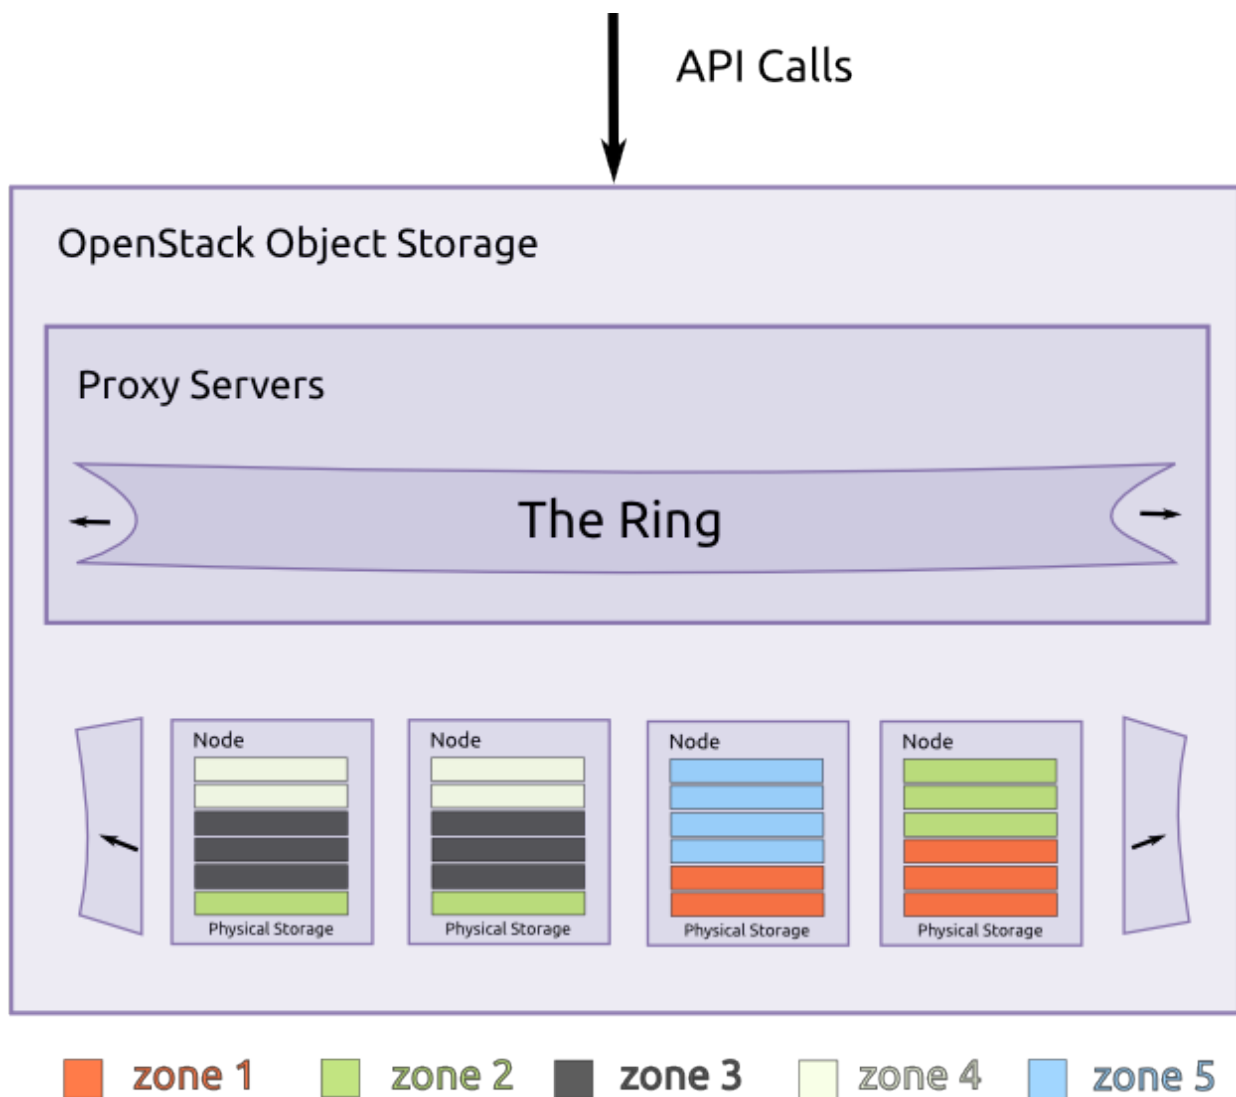 API Calls
OpenStack Object Storage
Proxy Servers
The Ring
Node
Node
Node
Node
Physical Storage
Physical Storage
Physical Storage
Physical Storage
zone 1
zone 2
zone 3
zone 4
zone 5